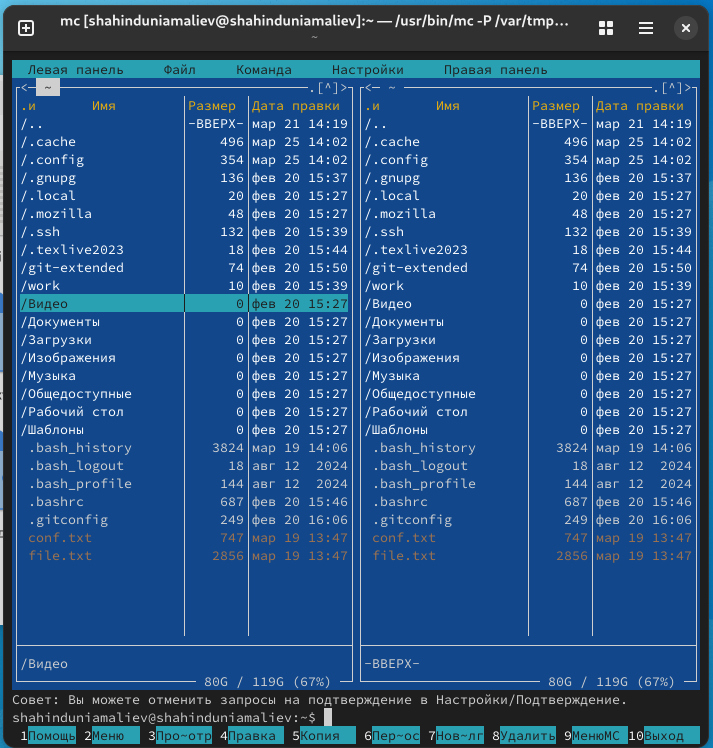 mc [shahinduniamaliev@shahinduniamaliev]:~ — /usr/bin/mc -P /var/tmp…
~
Левая панель Файл Команда Настройки Правая панель
<— ~ .[^]> <— ~ .[^]>
.и Имя Размер Дата правки .и Имя Размер Дата правки
/.. -ВВЕРХ- мар 21 14:19 /.. -ВВЕРХ- мар 21 14:19
/.cache 496 мар 25 14:02 /.cache 496 мар 25 14:02
/.config 354 мар 25 14:02 /.config 354 мар 25 14:02
/.gnupg 136 фев 20 15:37 /.gnupg 136 фев 20 15:37
/.local 20 фев 20 15:27 /.local 20 фев 20 15:27
/.mozilla 48 фев 20 15:27 /.mozilla 48 фев 20 15:27
/.ssh 132 фев 20 15:39 /.ssh 132 фев 20 15:39
/.texlive2023 18 фев 20 15:44 /.texlive2023 18 фев 20 15:44
/git-extended 74 фев 20 15:50 /git-extended 74 фев 20 15:50
/work 10 фев 20 15:39 /work 10 фев 20 15:39
/Видео 0 фев 20 15:27 /Видео 0 фев 20 15:27
/Документы 0 фев 20 15:27 /Документы 0 фев 20 15:27
/Загрузки 0 фев 20 15:27 /Загрузки 0 фев 20 15:27
/Изображения 0 фев 20 15:27 /Изображения 0 фев 20 15:27
/Музыка 0 фев 20 15:27 /Музыка 0 фев 20 15:27
/Общедоступные 0 фев 20 15:27 /Общедоступные 0 фев 20 15:27
/Рабочий стол 0 фев 20 15:27 /Рабочий стол 0 фев 20 15:27
/Шаблоны 0 фев 20 15:27 /Шаблоны 0 фев 20 15:27
.bash_history 3824 мар 19 14:06 .bash_history 3824 мар 19 14:06
.bash_logout 18 авг 12 2024 .bash_logout 18 авг 12 2024
.bash_profile 144 авг 12 2024 .bash_profile 144 авг 12 2024
.bashrc 687 фев 20 15:46 .bashrc 687 фев 20 15:46
.gitconfig 249 фев 20 16:06 .gitconfig 249 фев 20 16:06
conf.txt 747 мар 19 13:47 conf.txt 747 мар 19 13:47
file.txt 2856 мар 19 13:47 file.txt 2856 мар 19 13:47
/Видео -ВВЕРХ-
80G / 119G (67%) 80G / 119G (67%)
Совет: Вы можете отменить запросы на подтверждение в Настройки/Подтверждение.
shahinduniamaliev@shahinduniamaliev:~$
1Помощь 2Меню 3Про~отр 4Правка 5Копия 6Пер~ос 7Нов~лг 8Удалить 9МенюMC 10Выход